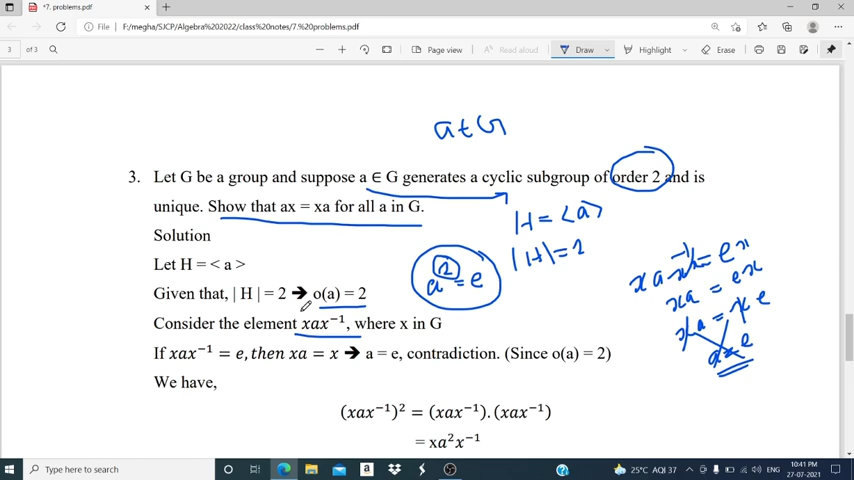 *7. problems.pdf
File | F:/megha/SJCP/Algebra%202022/class%20notes/7.%20problems.pdf
3 of 3
Page view | Read aloud | Draw | Highlight | Erase
a ∈ G
3. Let G be a group and suppose a ∈ G generates a cyclic subgroup of order 2 and is
unique. Show that ax = xa for all a in G.
H = <a>
Solution
|H| = 2
Let H = < a >
a² = e
Given that, | H | = 2 ➔ o(a) = 2
Consider the element xax⁻¹, where x in G
If xax⁻¹ = e, then xa = x ➔ a = e, contradiction. (Since o(a) = 2)
x a x⁻¹ x = e x
x a = e x
x a = x e
a = e
We have,
(xax⁻¹)² = (xax⁻¹).(xax⁻¹)
= xa²x⁻¹
Type here to search
25°C AQI 37
ENG
10:41 PM
27-07-2021